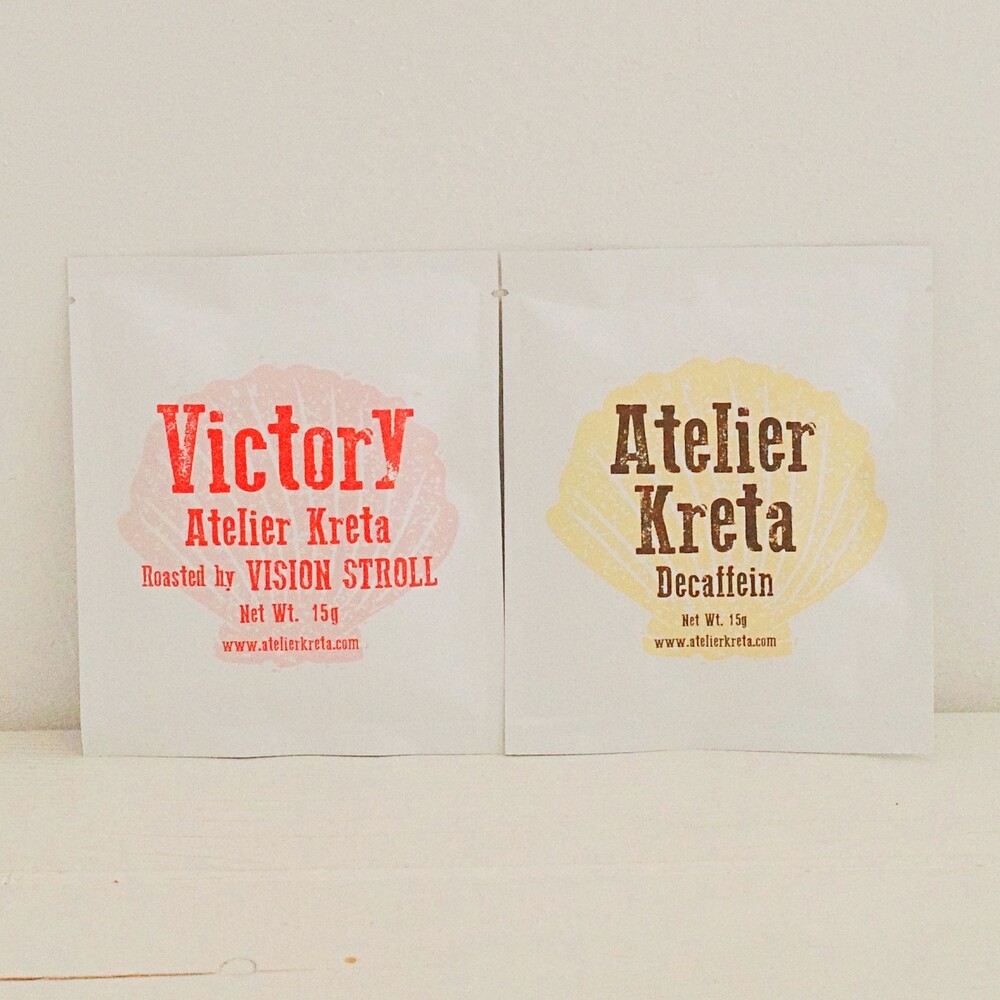 Victory
Atelier Kreta
Roasted by VISION STROLL
Net Wt. 15g
www.atelierkreta.com
Atelier
Kreta
Decaffein
Net Wt. 15g
www.atelierkreta.com